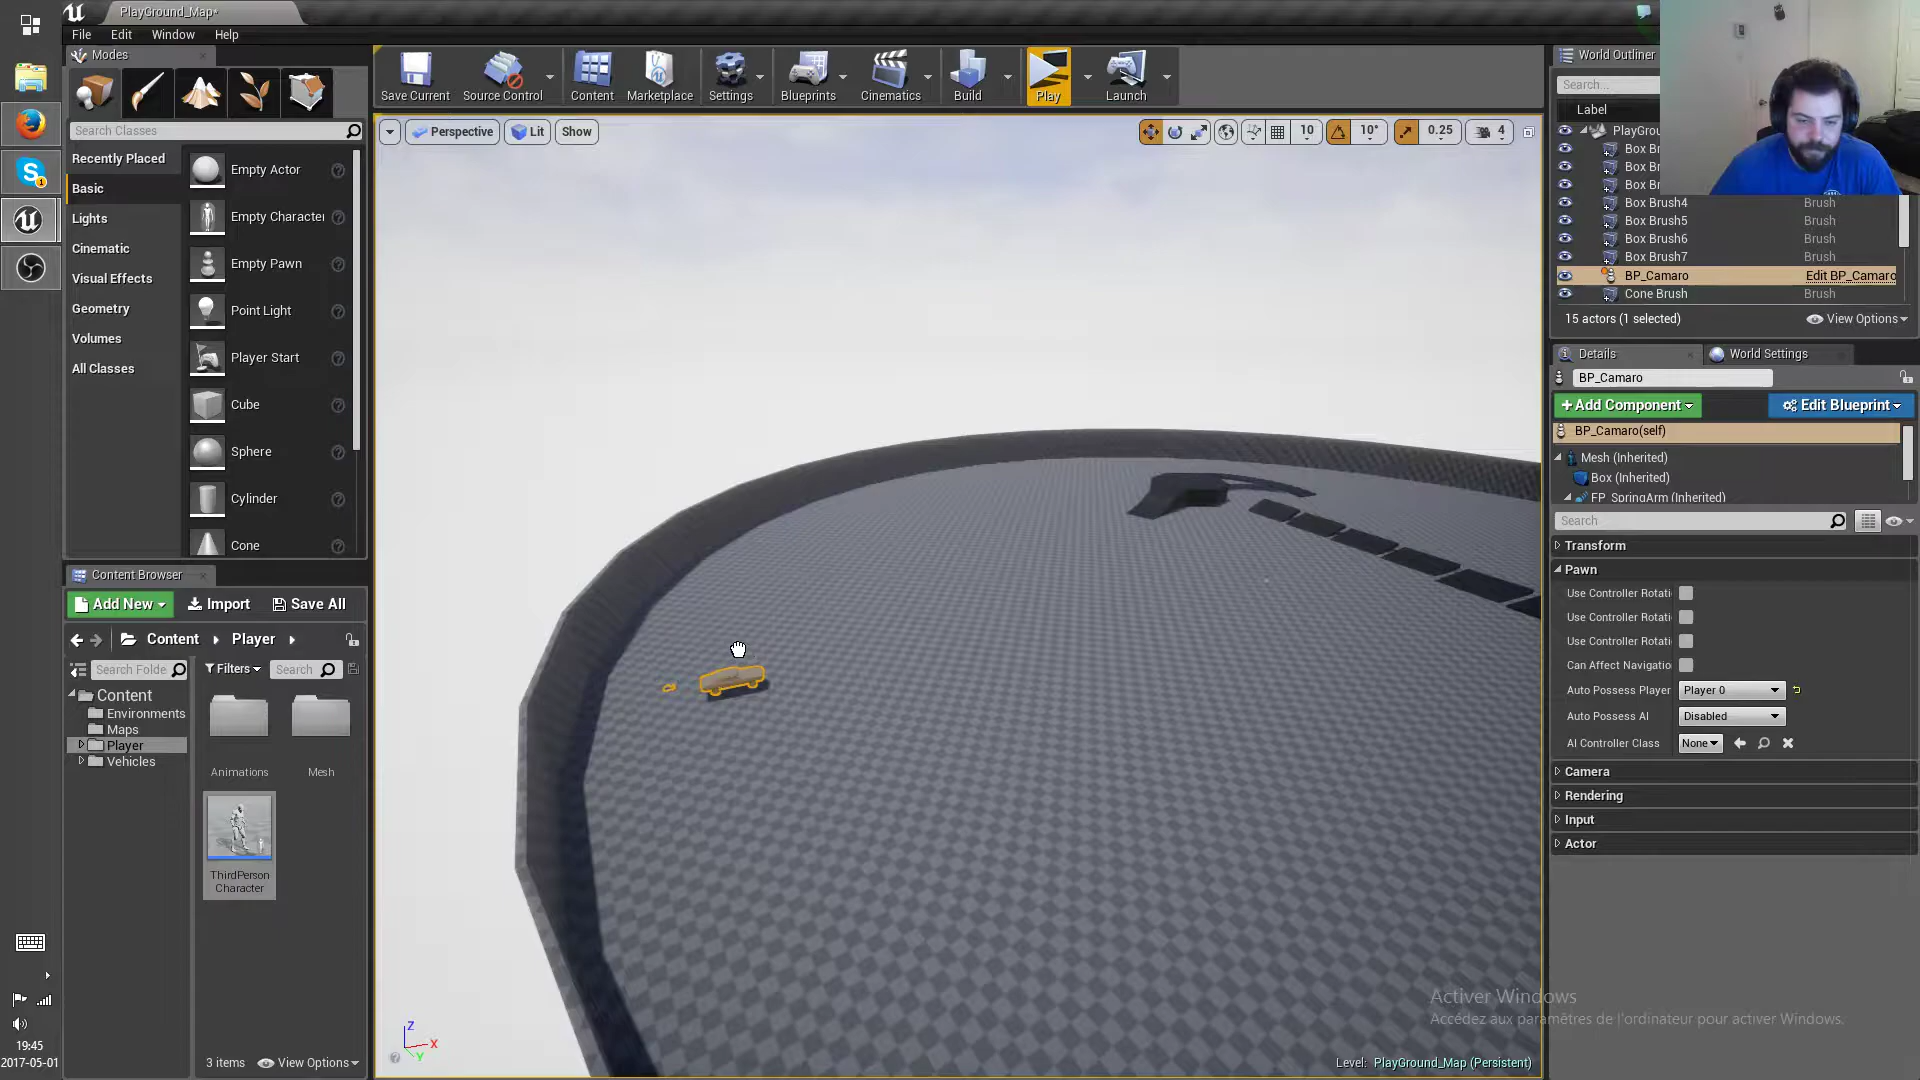 PlayGround_Map*
File Edit Window Help
Modes
Search Classes
Recently Placed
Basic
Lights
Cinematic
Visual Effects
Geometry
Volumes
All Classes
Empty Actor
Empty Character
Empty Pawn
Point Light
Player Start
Cube
Sphere
Cylinder
Cone
Save Current Source Control Content Marketplace Settings Blueprints Cinematics Build Play Launch
Perspective Lit Show
10 10° 0.25 4
World Outliner
Search...
Label
PlayGrou
Box Br
Box Br
Box Br
Box Brush4 Brush
Box Brush5 Brush
Box Brush6 Brush
Box Brush7 Brush
BP_Camaro Edit BP_Camaro
Cone Brush Brush
15 actors (1 selected) View Options
Details World Settings
BP_Camaro
+Add Component Edit Blueprint
BP_Camaro(self)
Mesh (Inherited)
Box (Inherited)
FP_SpringArm (Inherited)
Search
Transform
Pawn
Use Controller Rotati
Use Controller Rotati
Use Controller Rotati
Can Affect Navigatio
Auto Possess Player Player 0
Auto Possess AI Disabled
AI Controller Class None
Camera
Rendering
Input
Actor
Content Browser
Add New Import Save All
Content Player
Search Folde Filters Search
Content
Environments
Maps
Player
Vehicles
Animations Mesh
ThirdPerson
Character
3 items View Options
Z
X
Y
Level: PlayGround_Map (Persistent)
Activer Windows
Accédez aux paramètres de l'ordinateur pour activer Windows.
19:45
2017-05-01